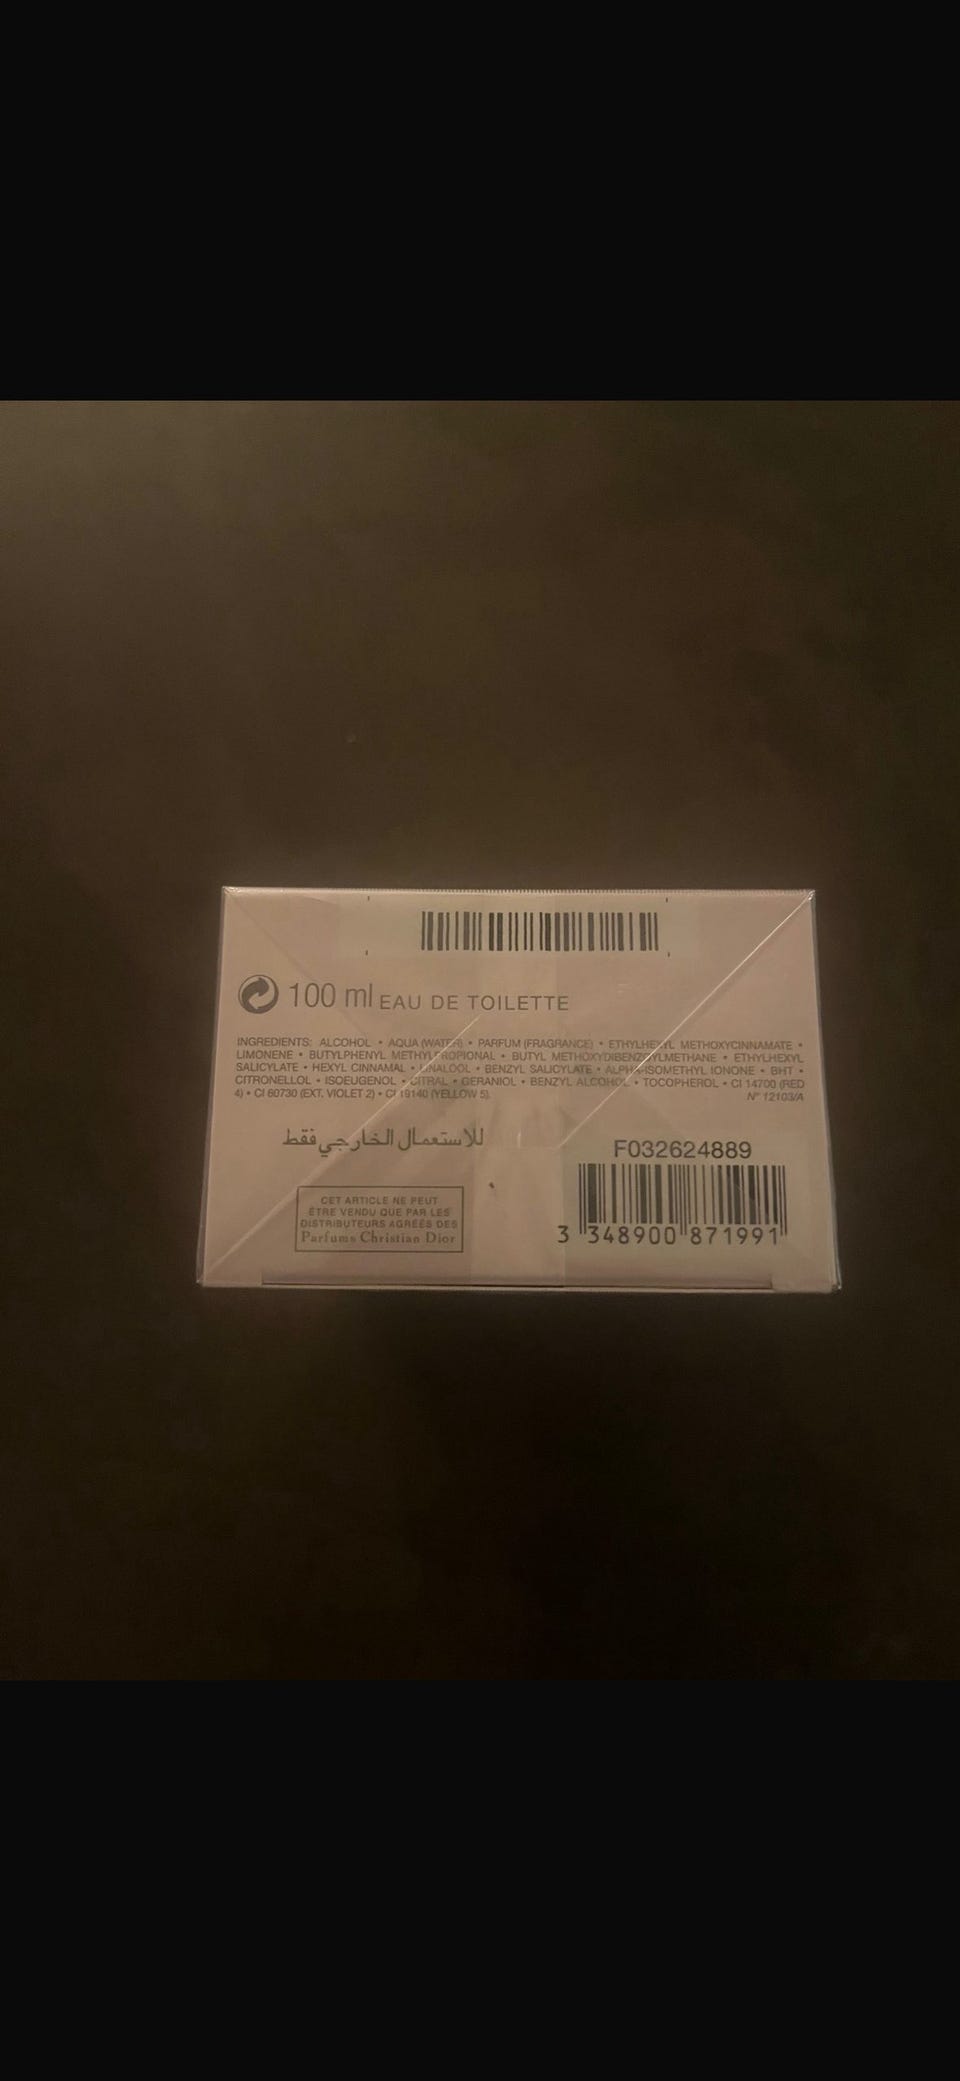 100 ml EAU DE TOILETTE
INGREDIENTS: ALCOHOL • AQUA (WATER) • PARFUM (FRAGRANCE) • ETHYLHEXYL METHOXYCINNAMATE •
LIMONENE • BUTYLPHENYL METHYLPROPIONAL • BUTYL METHOXYDIBENZOYLMETHANE • ETHYLHEXYL
SALICYLATE • HEXYL CINNAMAL • LINALOOL • BENZYL SALICYLATE • ALPHA-ISOMETHYL IONONE • BHT •
CITRONELLOL • ISOEUGENOL • CITRAL • GERANIOL • BENZYL ALCOHOL • TOCOPHEROL • CI 14700 (RED
4) • CI 60730 (EXT. VIOLET 2) • CI 19140 (YELLOW 5). N° 12103/A
للاستعمال الخارجي فقط
CET ARTICLE NE PEUT
ÊTRE VENDU QUE PAR LES
DISTRIBUTEURS AGRÉÉS DES
Parfums Christian Dior
F032624889
3 348900 871991